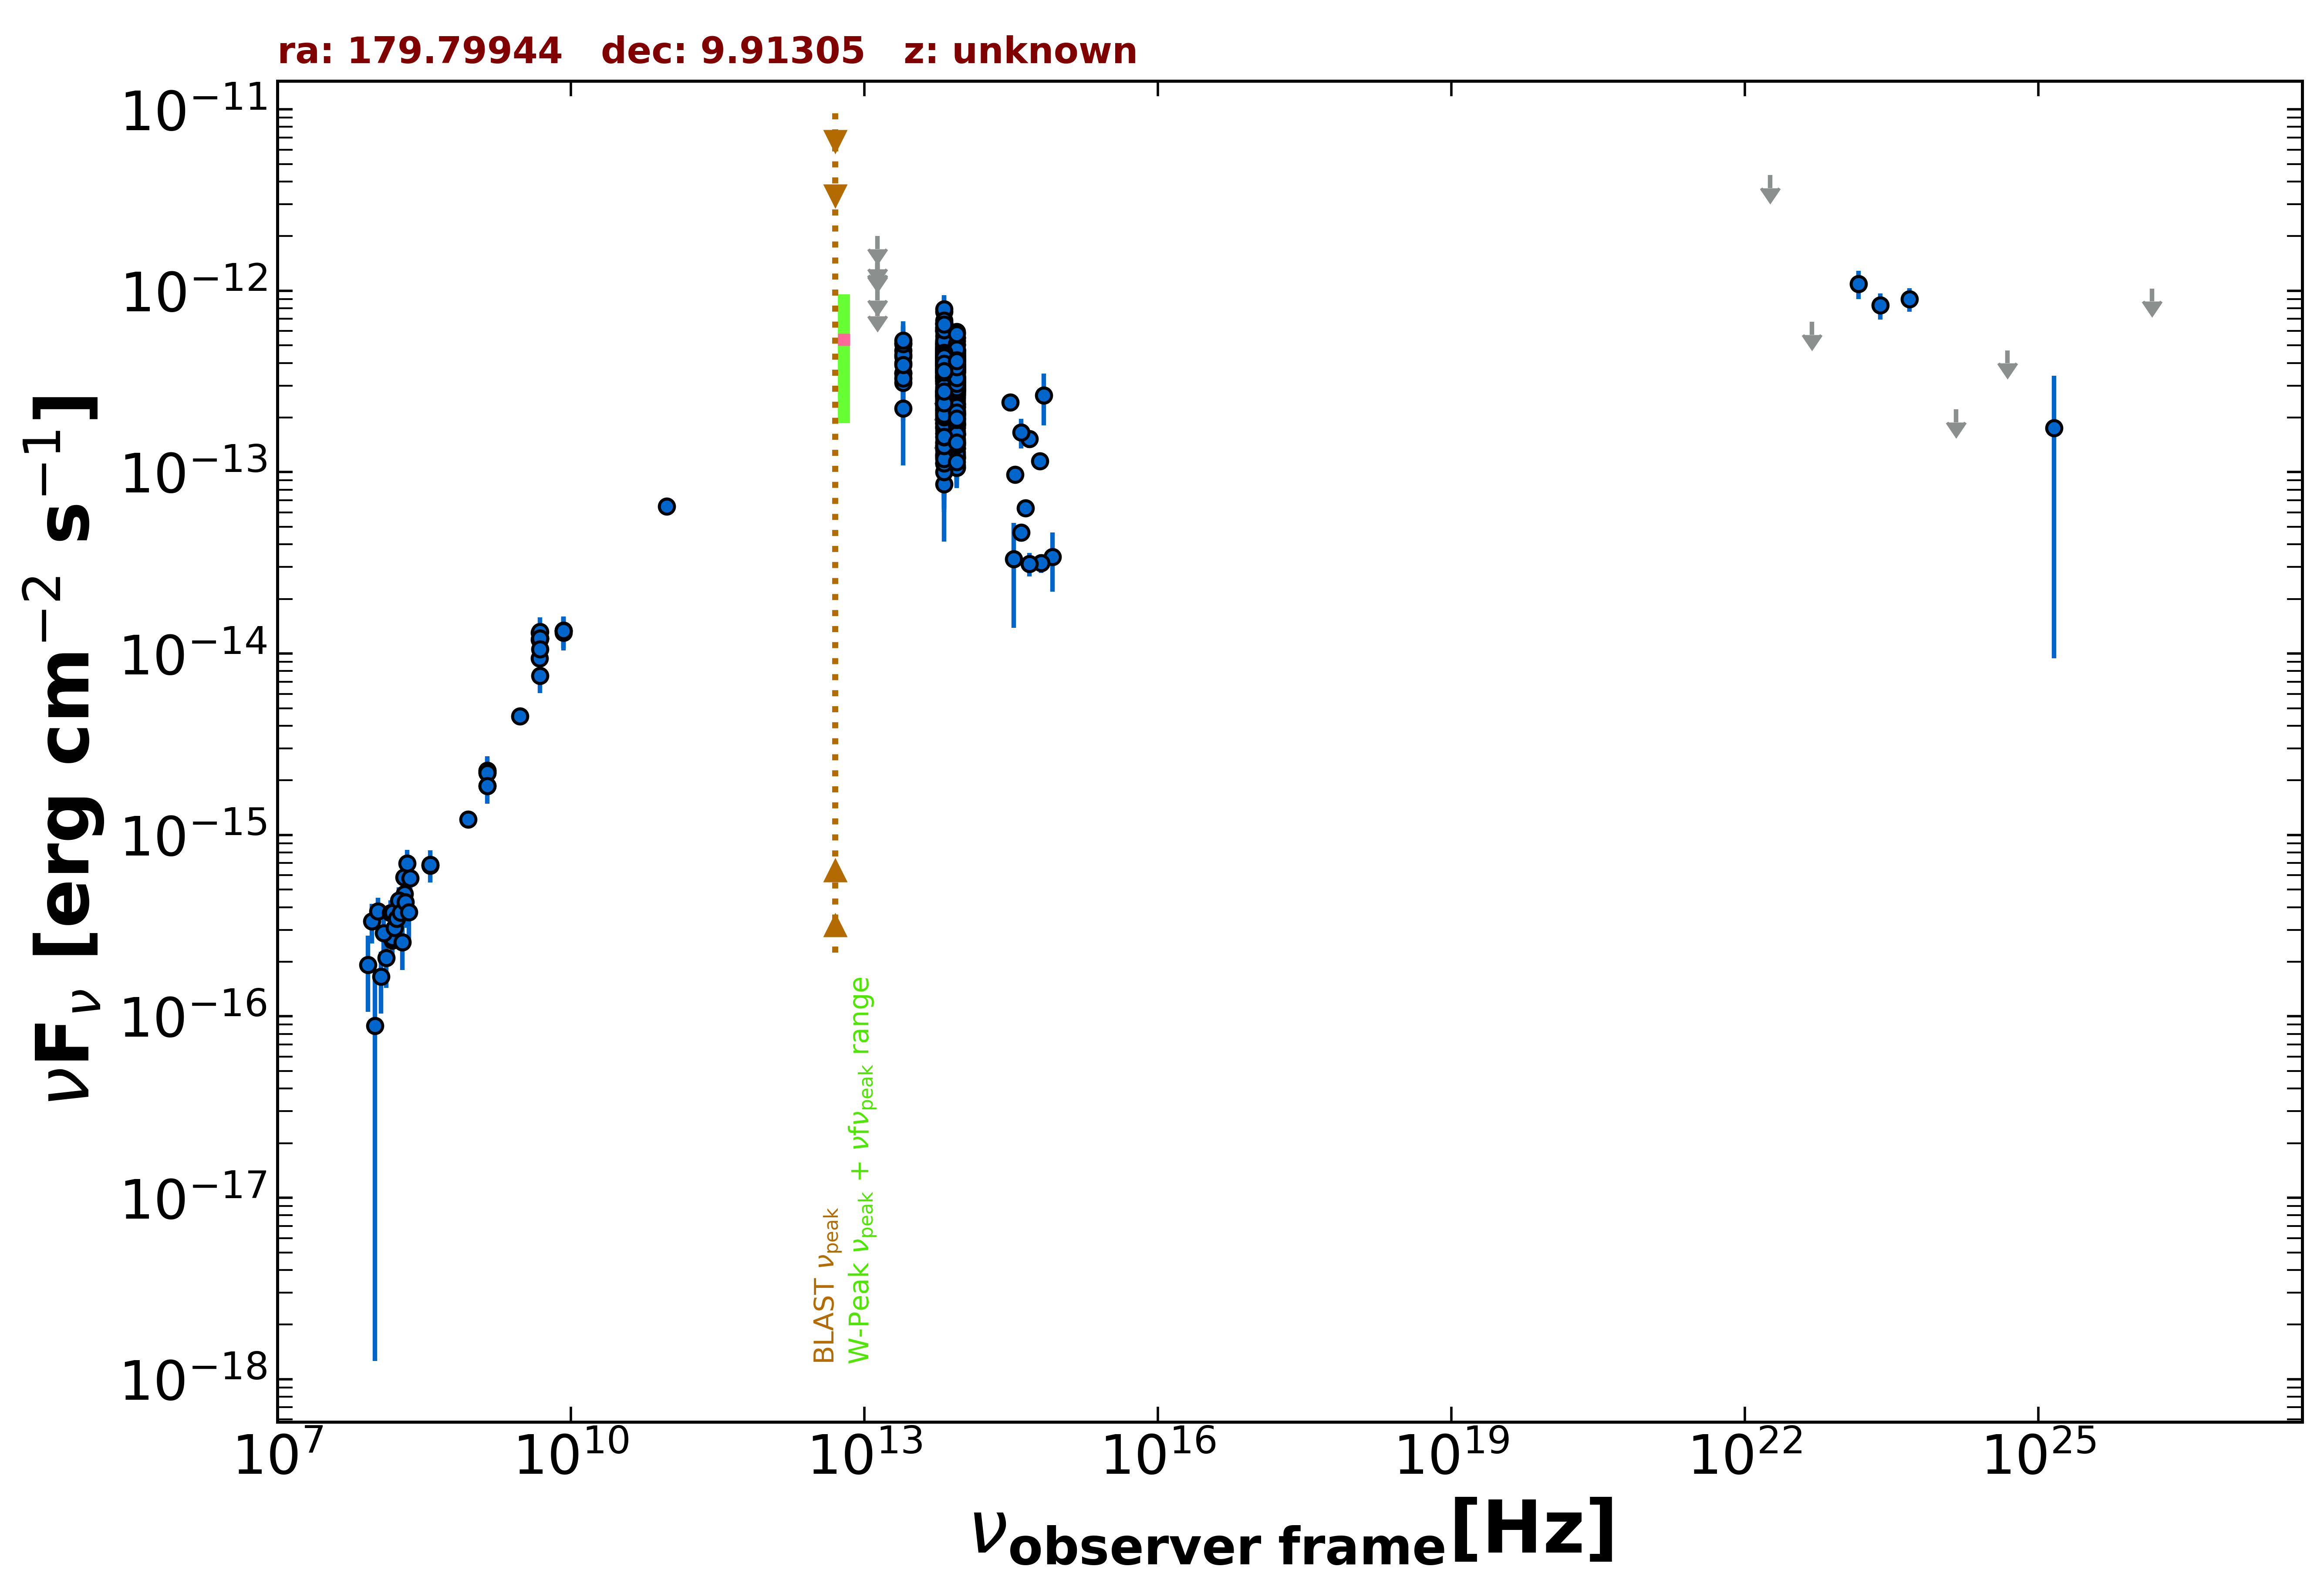 ra: 179.79944 dec: 9.91305 z: unknown
10⁻¹¹
10⁻¹²
10⁻¹³
10⁻¹⁴
10⁻¹⁵
10⁻¹⁶
10⁻¹⁷
10⁻¹⁸
νFν [erg cm⁻² s⁻¹]
BLAST νpeak
W-Peak νpeak + νfνpeak range
10⁷ 10¹⁰ 10¹³ 10¹⁶ 10¹⁹ 10²² 10²⁵
νobserver frame[Hz]